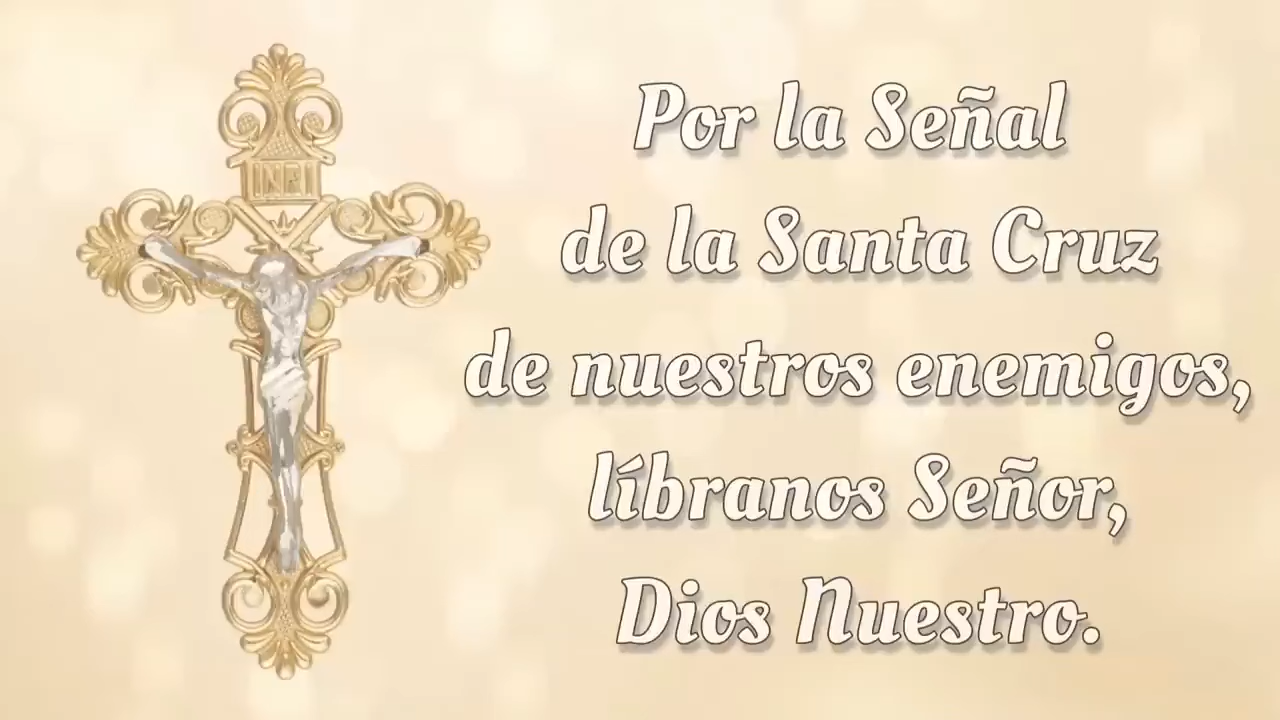 INRI
Por la Señal
de la Santa Cruz
de nuestros enemigos,
líbranos Señor,
Dios Nuestro.